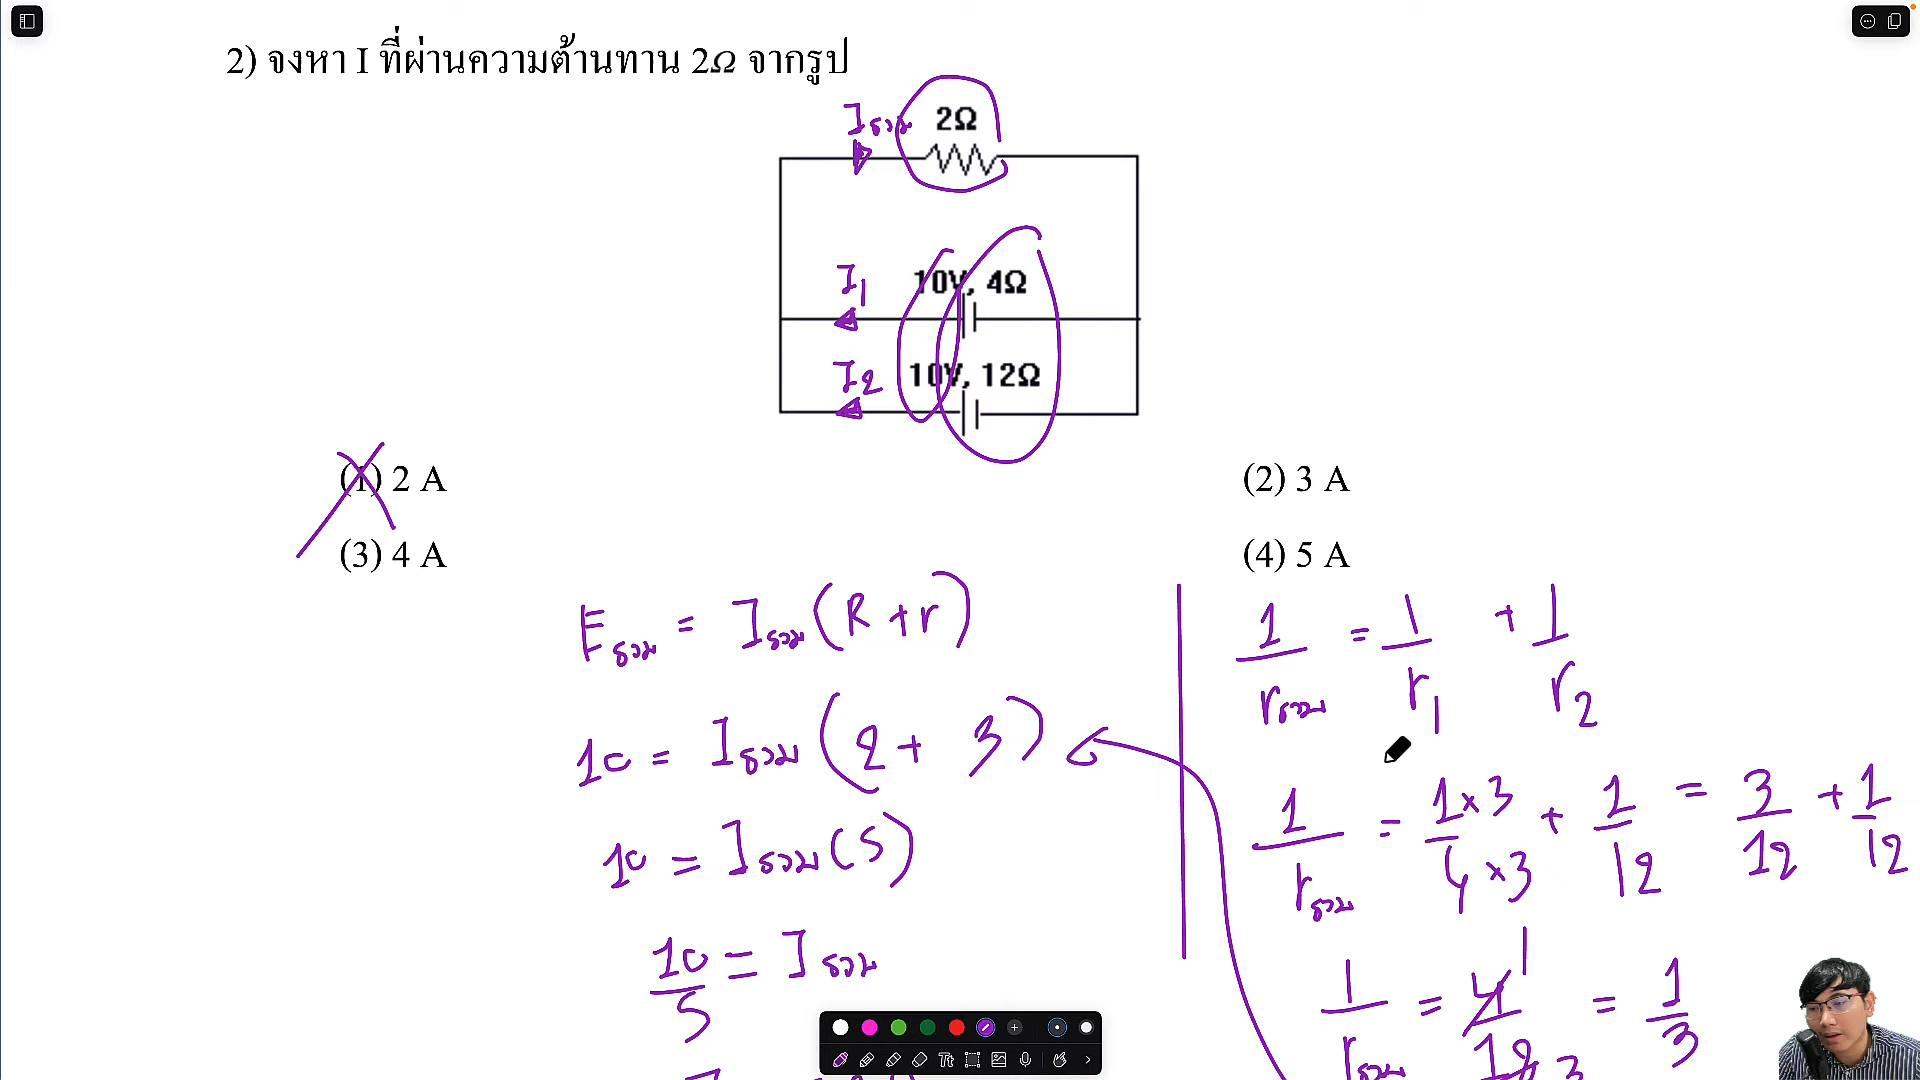 2) จงหา I ที่ผ่านความต้านทาน 2Ω จากรูป
Iรวม 2Ω
I1 10V, 4Ω
I2 10V, 12Ω
(1) 2 A
(2) 3 A
(3) 4 A
(4) 5 A
Eรวม = Iรวม (R + r)
10 = Iรวม (2 + 3)
10 = Iรวม (5)
10/5 = Iรวม
1/rรวม = 1/r1 + 1/r2
1/rรวม = 1×3/4×3 + 1/12 = 3/12 + 1/12
1/rรวม = 4/12 1 3 = 1/3
Tt